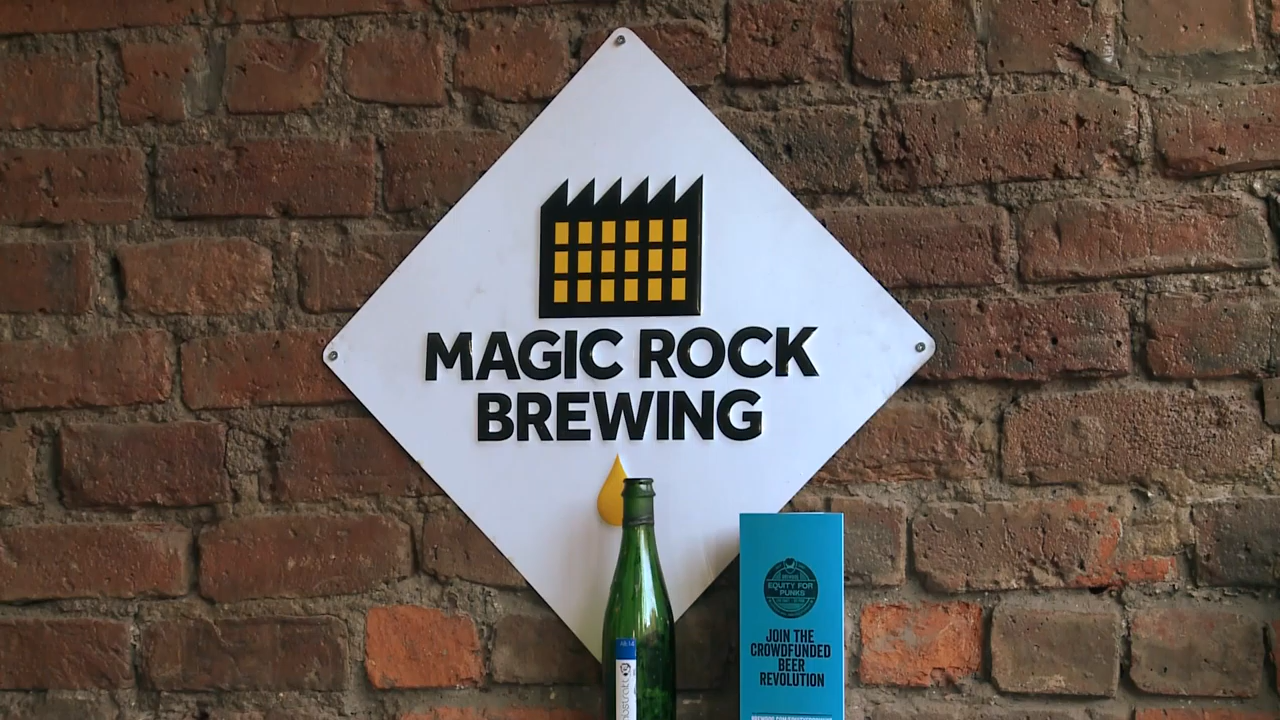 MAGIC ROCK
BREWING
EQUITY FOR
PUNKS
JOIN THE
CROWDFUNDED
BEER
REVOLUTION